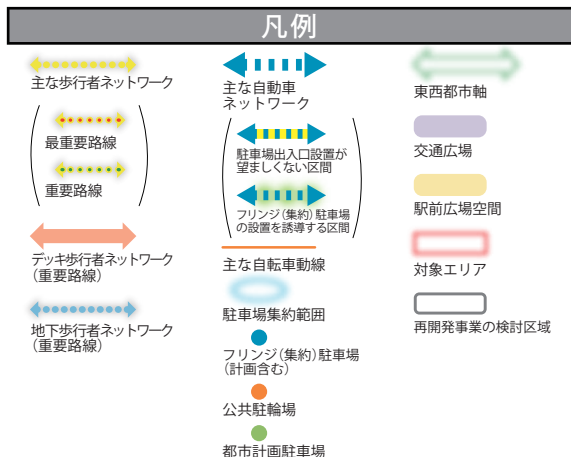 凡例
主な歩行者ネットワーク
最重要路線
重要路線
デッキ歩行者ネットワーク
(重要路線)
地下歩行者ネットワーク
(重要路線)
主な自動車
ネットワーク
駐車場出入口設置が
望ましくない区間
フリンジ(集約)駐車場
の設置を誘導する区間
主な自転車動線
駐車場集約範囲
フリンジ(集約)駐車場
(計画含む)
公共駐輪場
都市計画駐車場
東西都市軸
交通広場
駅前広場空間
対象エリア
再開発事業の検討区域